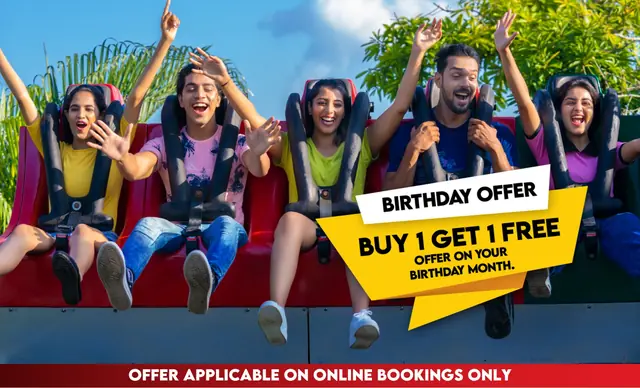 BIRTHDAY OFFER
BUY 1 GET 1 FREE
OFFER ON YOUR
BIRTHDAY MONTH.
OFFER APPLICABLE ON ONLINE BOOKINGS ONLY